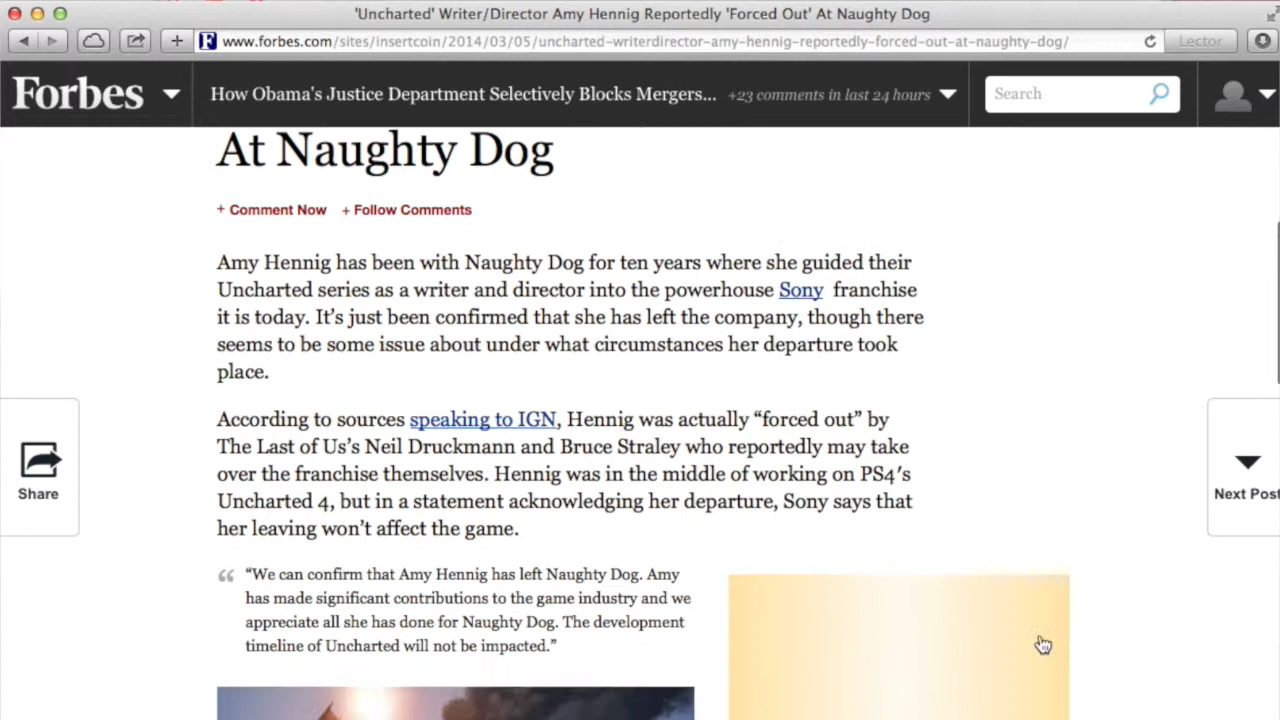 'Uncharted' Writer/Director Amy Hennig Reportedly 'Forced Out' At Naughty Dog
www.forbes.com/sites/insertcoin/2014/03/05/uncharted-writerdirector-amy-hennig-reportedly-forced-out-at-naughty-dog/
Lector
Forbes
How Obama's Justice Department Selectively Blocks Mergers... +23 comments in last 24 hours
Search
At Naughty Dog
+ Comment Now + Follow Comments
Amy Hennig has been with Naughty Dog for ten years where she guided their
Uncharted series as a writer and director into the powerhouse Sony franchise
it is today. It's just been confirmed that she has left the company, though there
seems to be some issue about under what circumstances her departure took
place.
According to sources speaking to IGN, Hennig was actually “forced out” by
The Last of Us's Neil Druckmann and Bruce Straley who reportedly may take
over the franchise themselves. Hennig was in the middle of working on PS4′s
Uncharted 4, but in a statement acknowledging her departure, Sony says that
her leaving won't affect the game.
“We can confirm that Amy Hennig has left Naughty Dog. Amy
has made significant contributions to the game industry and we
appreciate all she has done for Naughty Dog. The development
timeline of Uncharted will not be impacted.”
Share
Next Post